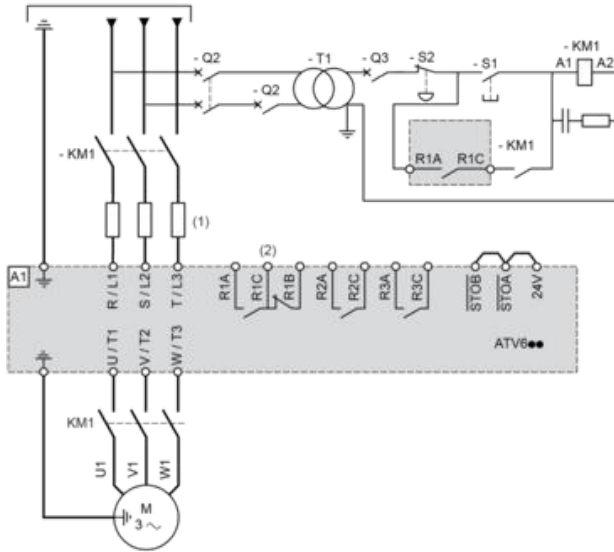 - Q2
- T1
- Q3
- S2
- S1
- KM1
A1
A2
- Q2
- KM1
- KM1
R1A
R1C
(1)
A1
R / L1
S / L2
T / L3
(2)
R1A
R1C
R1B
R2A
R2C
R3A
R3C
STOB
STOA
24V
U / T1
V / T2
W / T3
ATV6●●
KM1
U1
V1
W1
M
3 ~